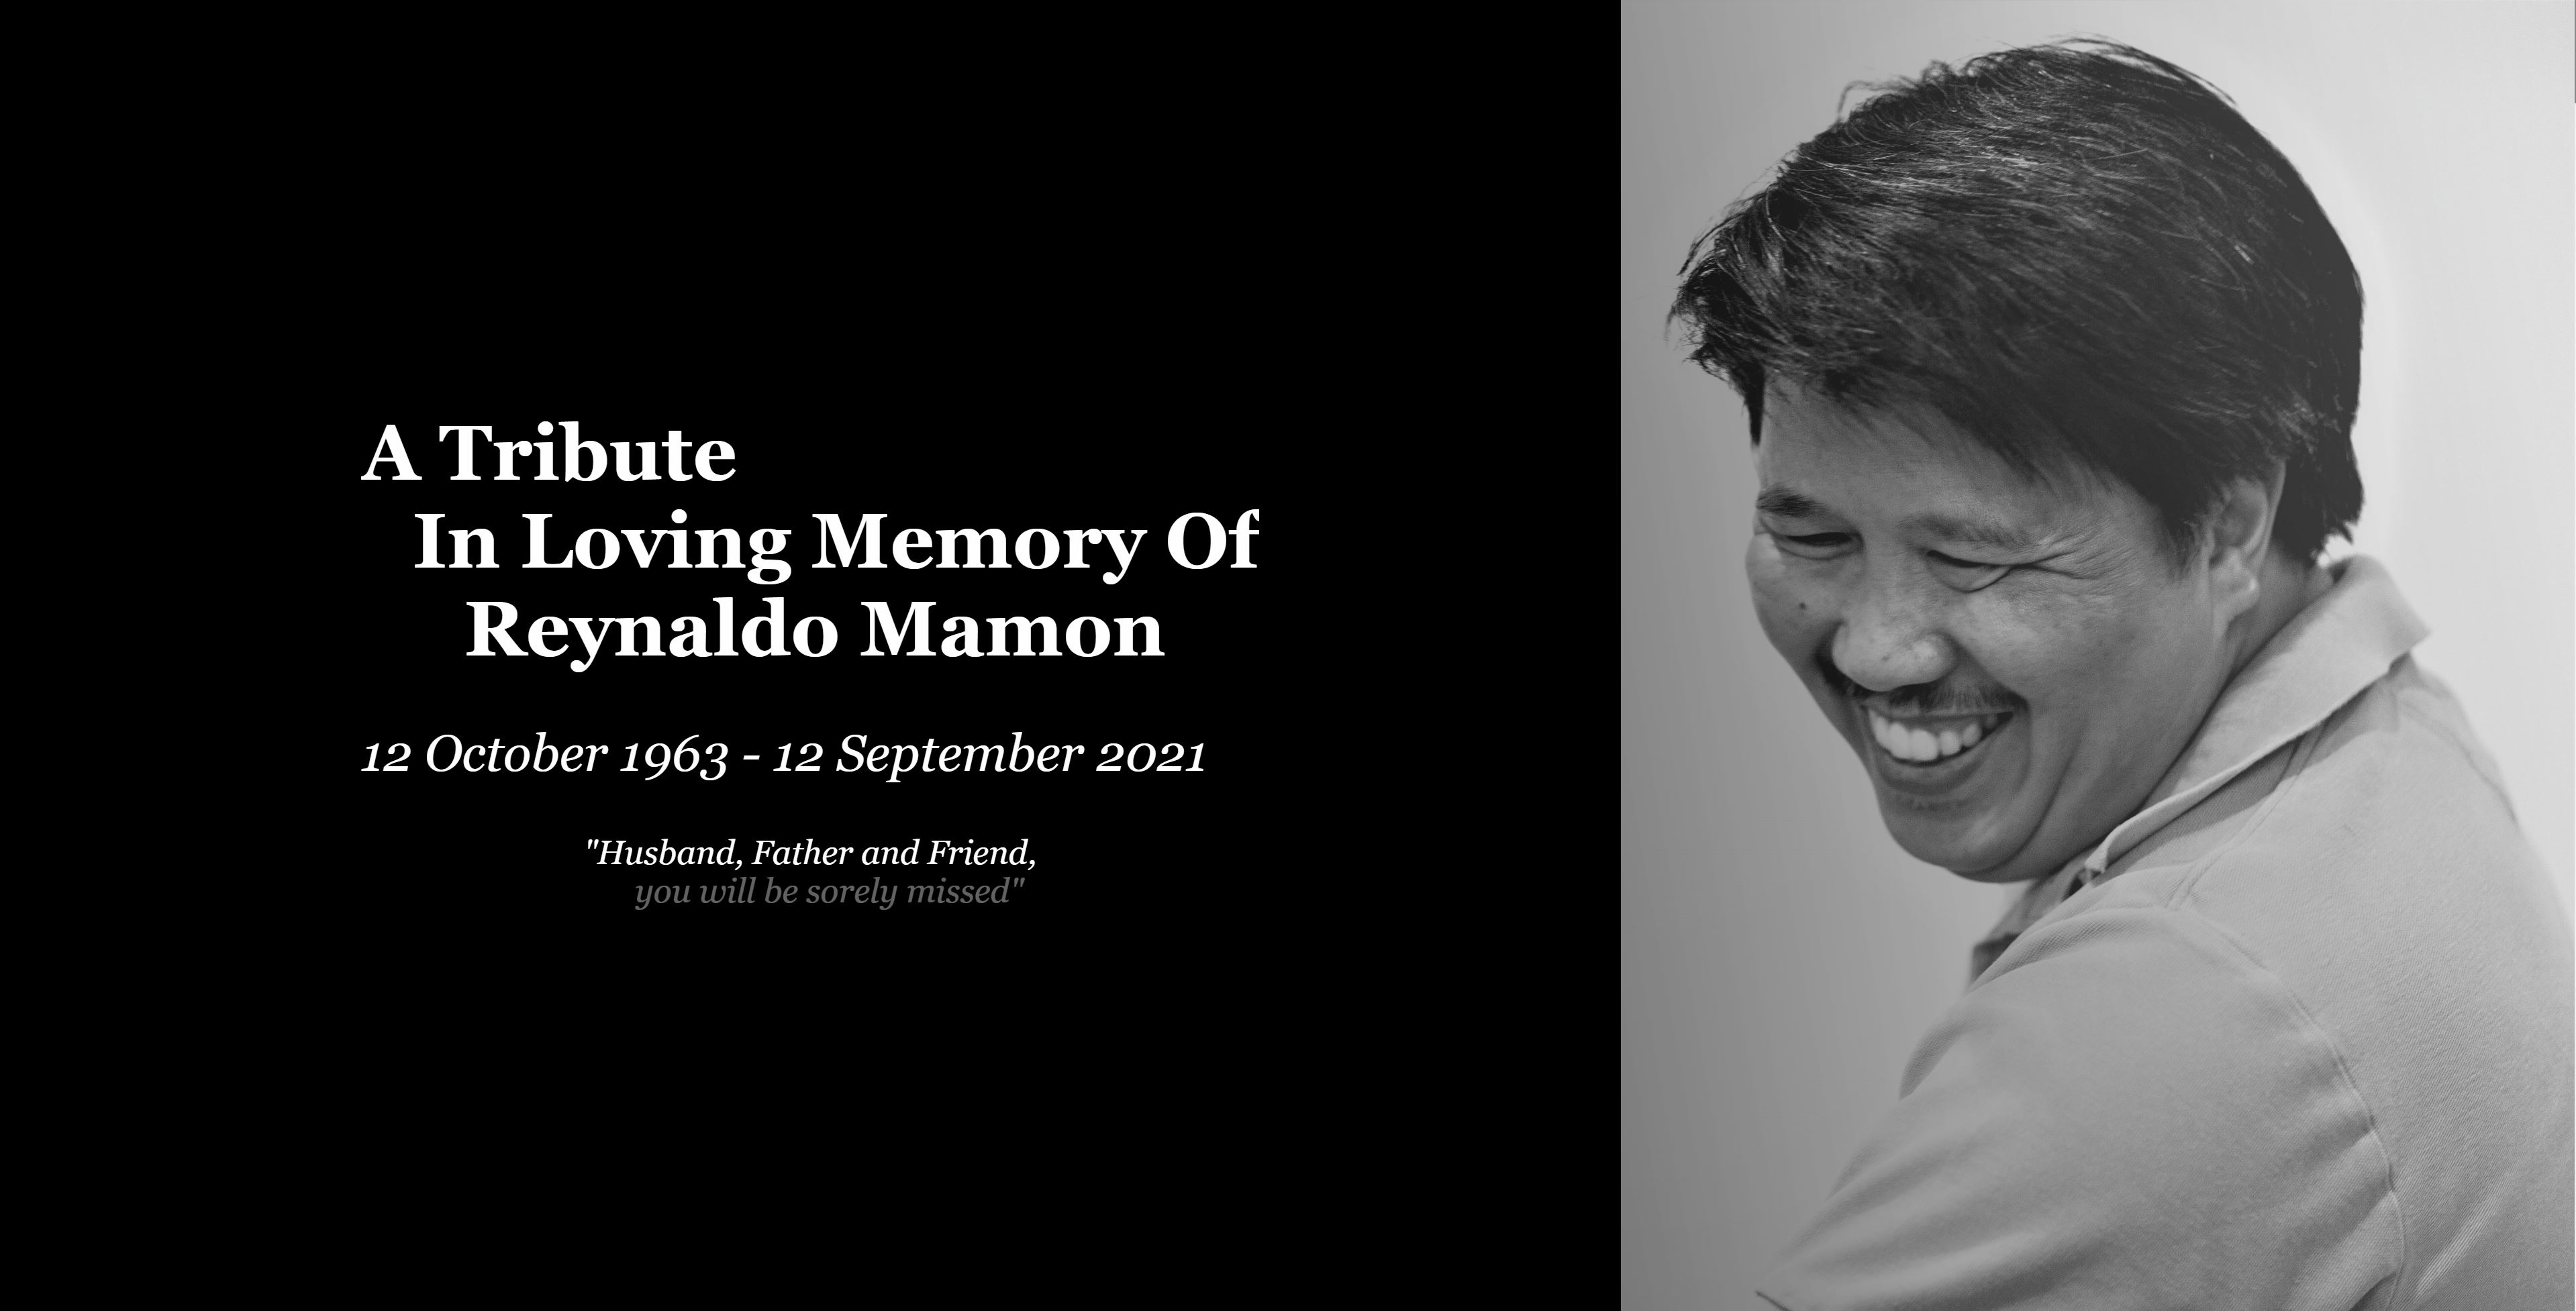 A Tribute
In Loving Memory Of
Reynaldo Mamon
12 October 1963 - 12 September 2021
"Husband, Father and Friend,
you will be sorely missed"